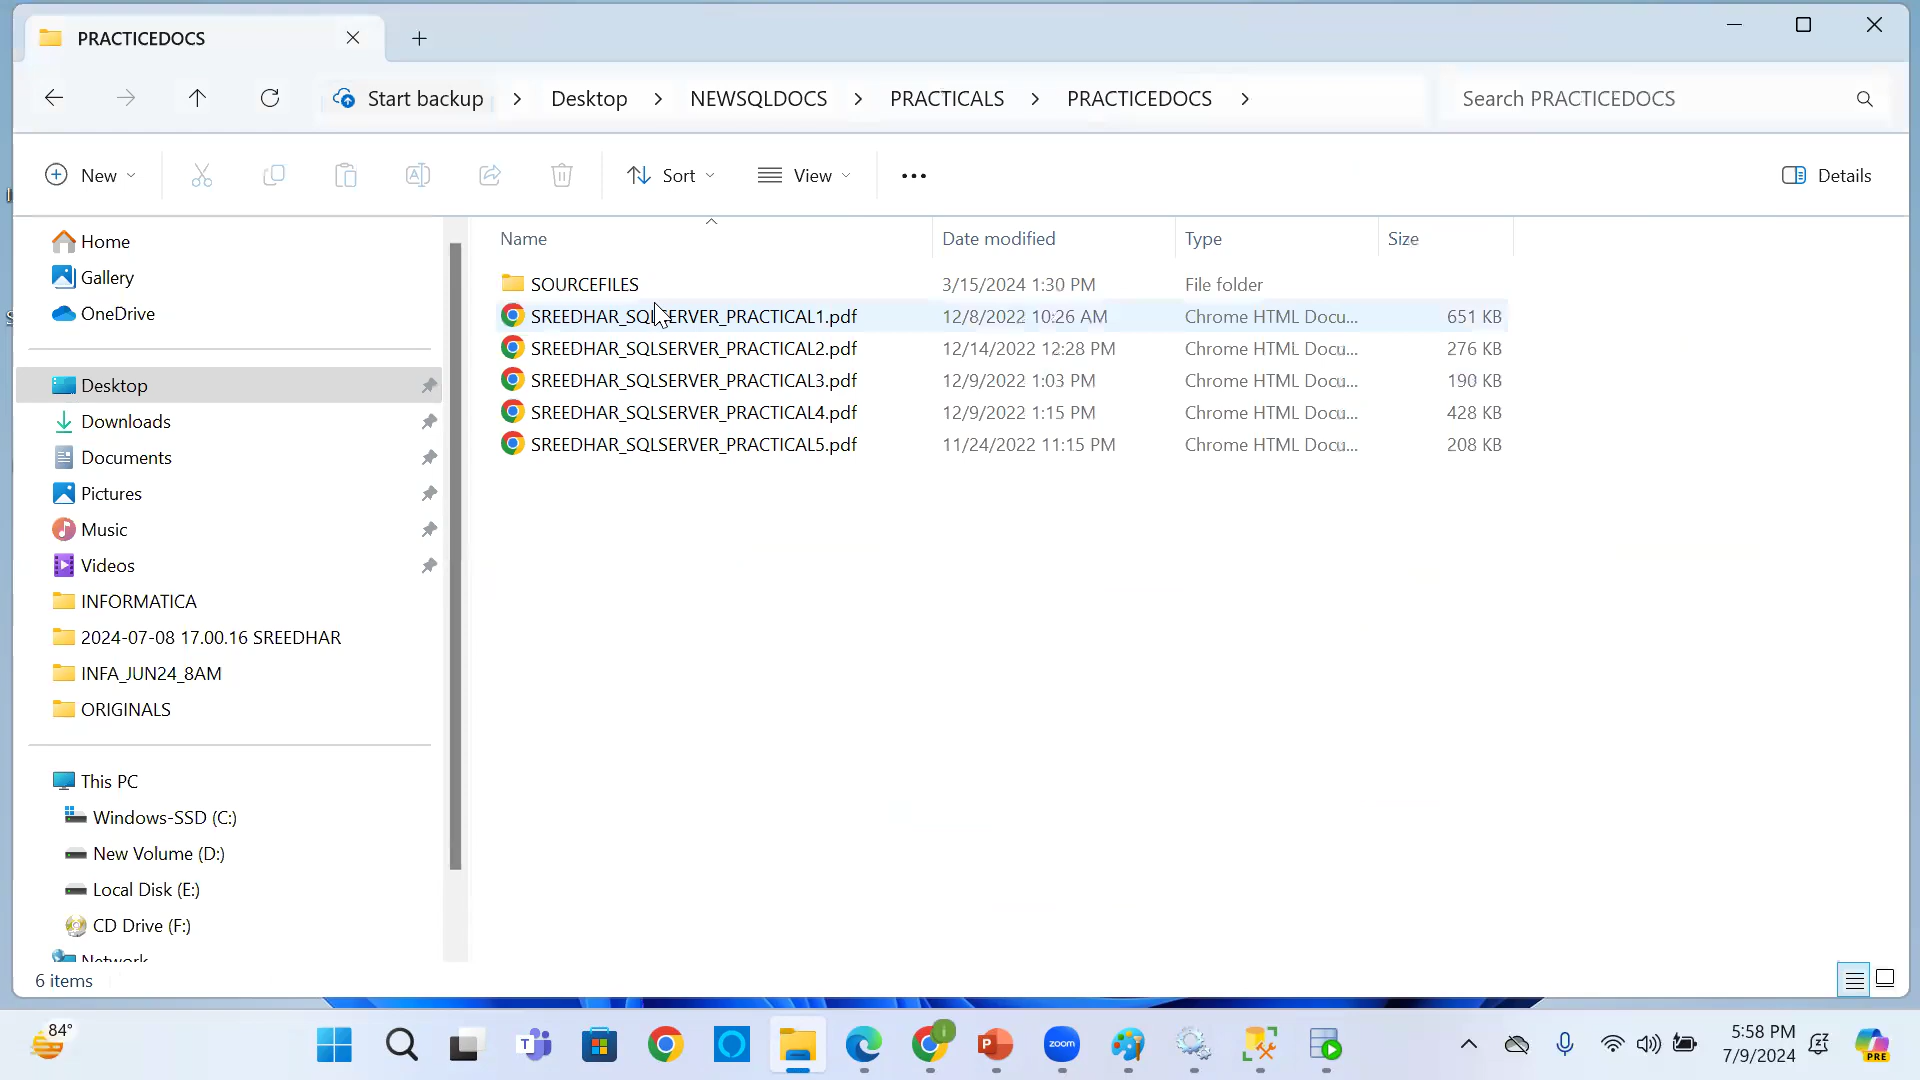 PRACTICEDOCS
Start backup > Desktop > NEWSQLDOCS > PRACTICALS > PRACTICEDOCS >
Search PRACTICEDOCS
New
Sort
View
Details
Home
Gallery
OneDrive
Desktop
Downloads
Documents
Pictures
Music
Videos
INFORMATICA
2024-07-08 17.00.16 SREEDHAR
INFA_JUN24_8AM
ORIGINALS
This PC
Windows-SSD (C:)
New Volume (D:)
Local Disk (E:)
CD Drive (F:)
Network
Name Date modified Type Size
SOURCEFILES 3/15/2024 1:30 PM File folder
SREEDHAR_SQLSERVER_PRACTICAL1.pdf 12/8/2022 10:26 AM Chrome HTML Docu... 651 KB
SREEDHAR_SQLSERVER_PRACTICAL2.pdf 12/14/2022 12:28 PM Chrome HTML Docu... 276 KB
SREEDHAR_SQLSERVER_PRACTICAL3.pdf 12/9/2022 1:03 PM Chrome HTML Docu... 190 KB
SREEDHAR_SQLSERVER_PRACTICAL4.pdf 12/9/2022 1:15 PM Chrome HTML Docu... 428 KB
SREEDHAR_SQLSERVER_PRACTICAL5.pdf 11/24/2022 11:15 PM Chrome HTML Docu... 208 KB
6 items
84°
zoom
5:58 PM
7/9/2024
PRE